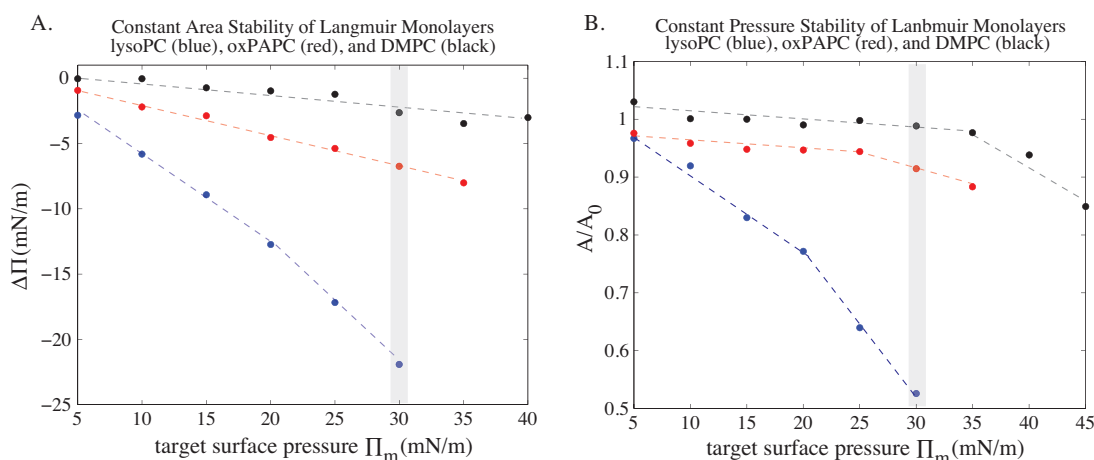 A.
Constant Area Stability of Langmuir Monolayers
lysoPC (blue), oxPAPC (red), and DMPC (black)
0
−5
−10
−15
−20
−25
ΔΠ(mN/m)
5 10 15 20 25 30 35 40
target surface pressure Πm(mN/m)
B.
Constant Pressure Stability of Lanbmuir Monolayers
lysoPC (blue), oxPAPC (red), and DMPC (black)
1.1
1
0.9
0.8
0.7
0.6
0.5
A/A0
5 10 15 20 25 30 35 40 45
target surface pressure Πm(mN/m)